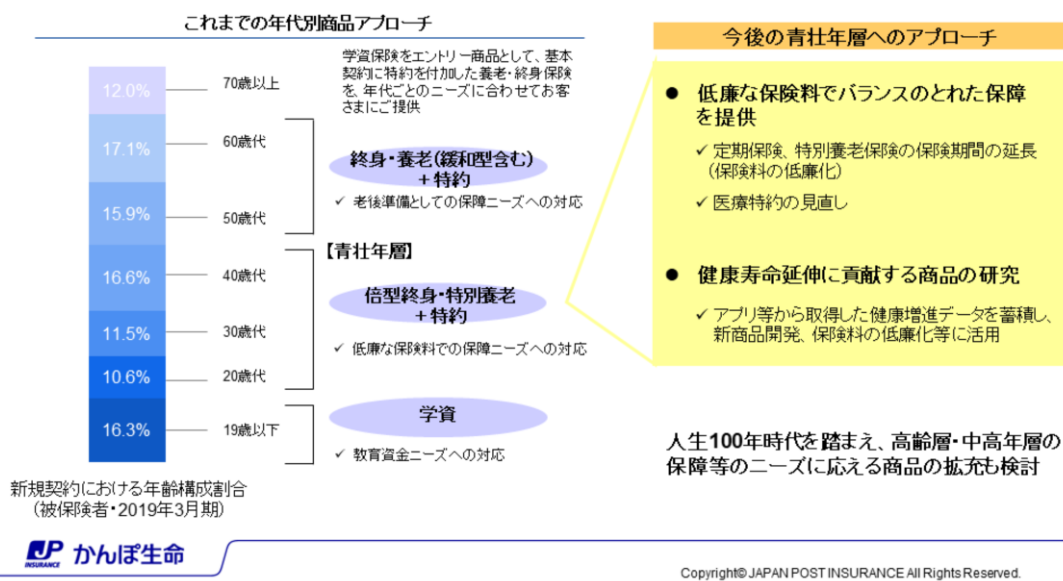 これまでの年代別商品アプローチ
学資保険をエントリー商品として、基本
契約に特約を付加した養老・終身保険
を、年代ごとのニーズに合わせてお客
さまにご提供
12.0%
70歳以上
17.1%
60歳代
15.9%
50歳代
終身・養老(緩和型含む)
+特約
✓ 老後準備としての保障ニーズへの対応
【青壮年層】
16.6%
40歳代
11.5%
30歳代
10.6%
20歳代
倍型終身・特別養老
+特約
✓ 低廉な保険料での保障ニーズへの対応
16.3%
19歳以下
学資
✓ 教育資金ニーズへの対応
新規契約における年齢構成割合
(被保険者・2019年3月期)
今後の青壮年層へのアプローチ
● 低廉な保険料でバランスのとれた保障
を提供
✓ 定期保険、特別養老保険の保険期間の延長
(保険料の低廉化)
✓ 医療特約の見直し
● 健康寿命延伸に貢献する商品の研究
✓ アプリ等から取得した健康増進データを蓄積し、
新商品開発、保険料の低廉化等に活用
人生100年時代を踏まえ、高齢層・中高年層の
保障等のニーズに応える商品の拡充も検討
JP INSURANCE かんぽ生命
Copyright© JAPAN POST INSURANCE All Rights Reserved.